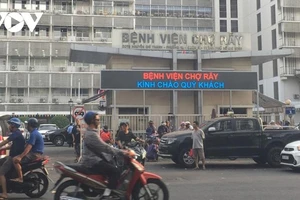 VOV
BỆNH VIỆN CHỢ RẪY
BỆNH VIỆN CHỢ RẪY
KÍNH CHÀO QUÝ KHÁCH